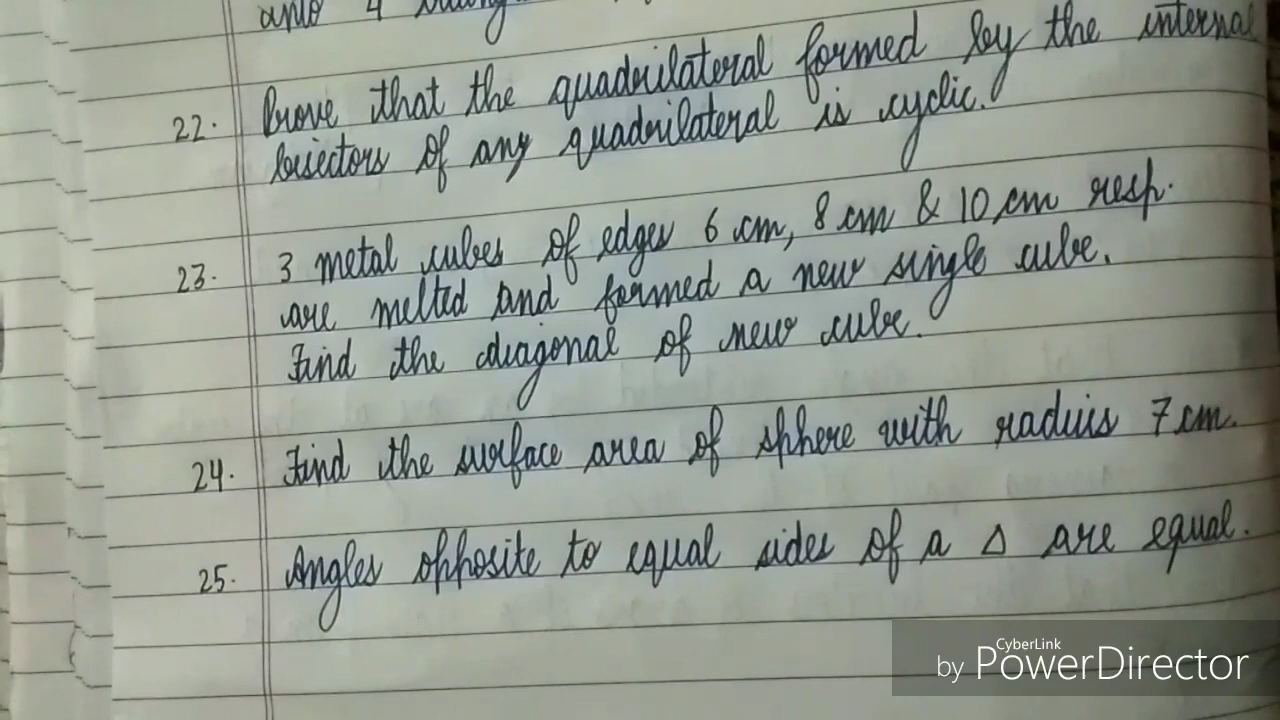 into 4
22. Prove that the quadrilateral formed by the internal
bisectors of any quadrilateral is cyclic.
23. 3 metal cubes of edges 6 cm, 8 cm & 10 cm resp.
are melted and formed a new single cube.
Find the diagonal of new cube.
24. Find the surface area of sphere with radius 7 cm.
25. Angles opposite to equal sides of a Δ are equal.
CyberLink
by PowerDirector